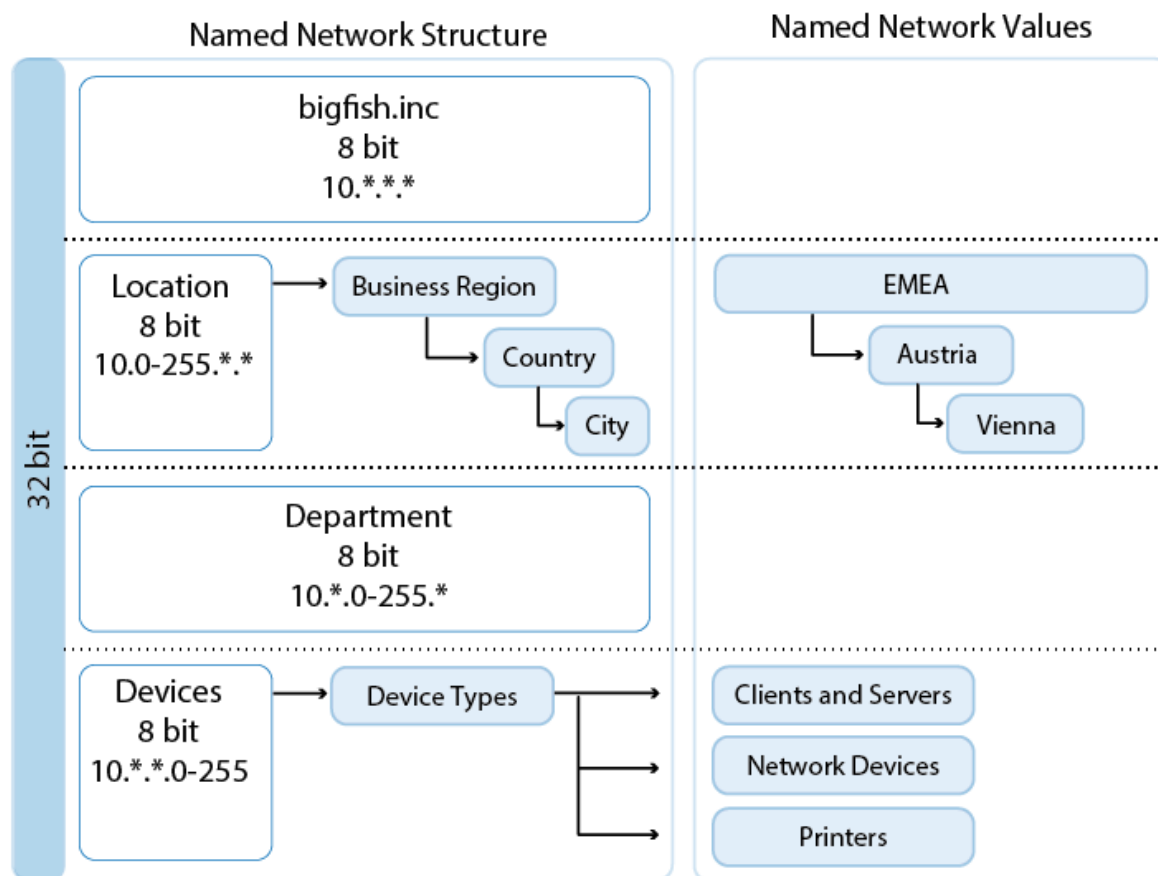 Named Network Structure
Named Network Values
32 bit
bigfish.inc
8 bit
10.*.*.*
Location
8 bit
10.0-255.*.*
Business Region
Country
City
EMEA
Austria
Vienna
Department
8 bit
10.*.0-255.*
Devices
8 bit
10.*.*.0-255
Device Types
Clients and Servers
Network Devices
Printers